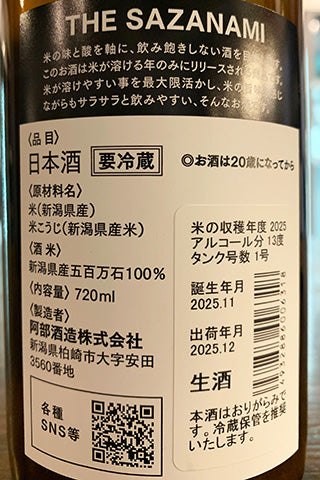 THE SAZANAMI
米の味と酸を軸に、飲み飽きしない酒を目
このお酒は米が溶ける年のみにリリースされる
米が溶けやすい事を最大限活かし、米の
ながらもサラサラと飲みやすい、そんなお
〈品 目〉
日本酒 要冷蔵
◎お酒は20歳になってから
〈原材料名〉
米(新潟県産)
米こうじ(新潟県産米)
〈酒 米〉
新潟県産五百万石100%
〈内容量〉720ml
〈製造者〉
阿部酒造株式会社
新潟県柏崎市大字安田
3560番地
各種
SNS等
米の収穫年度 2025
アルコール分 13度
タンク号数 1号
誕生年月
2025.11
出荷年月
2025.12
生酒
本酒はおりがらみで
す。冷蔵保管を推奨
いたします。
4932886006318